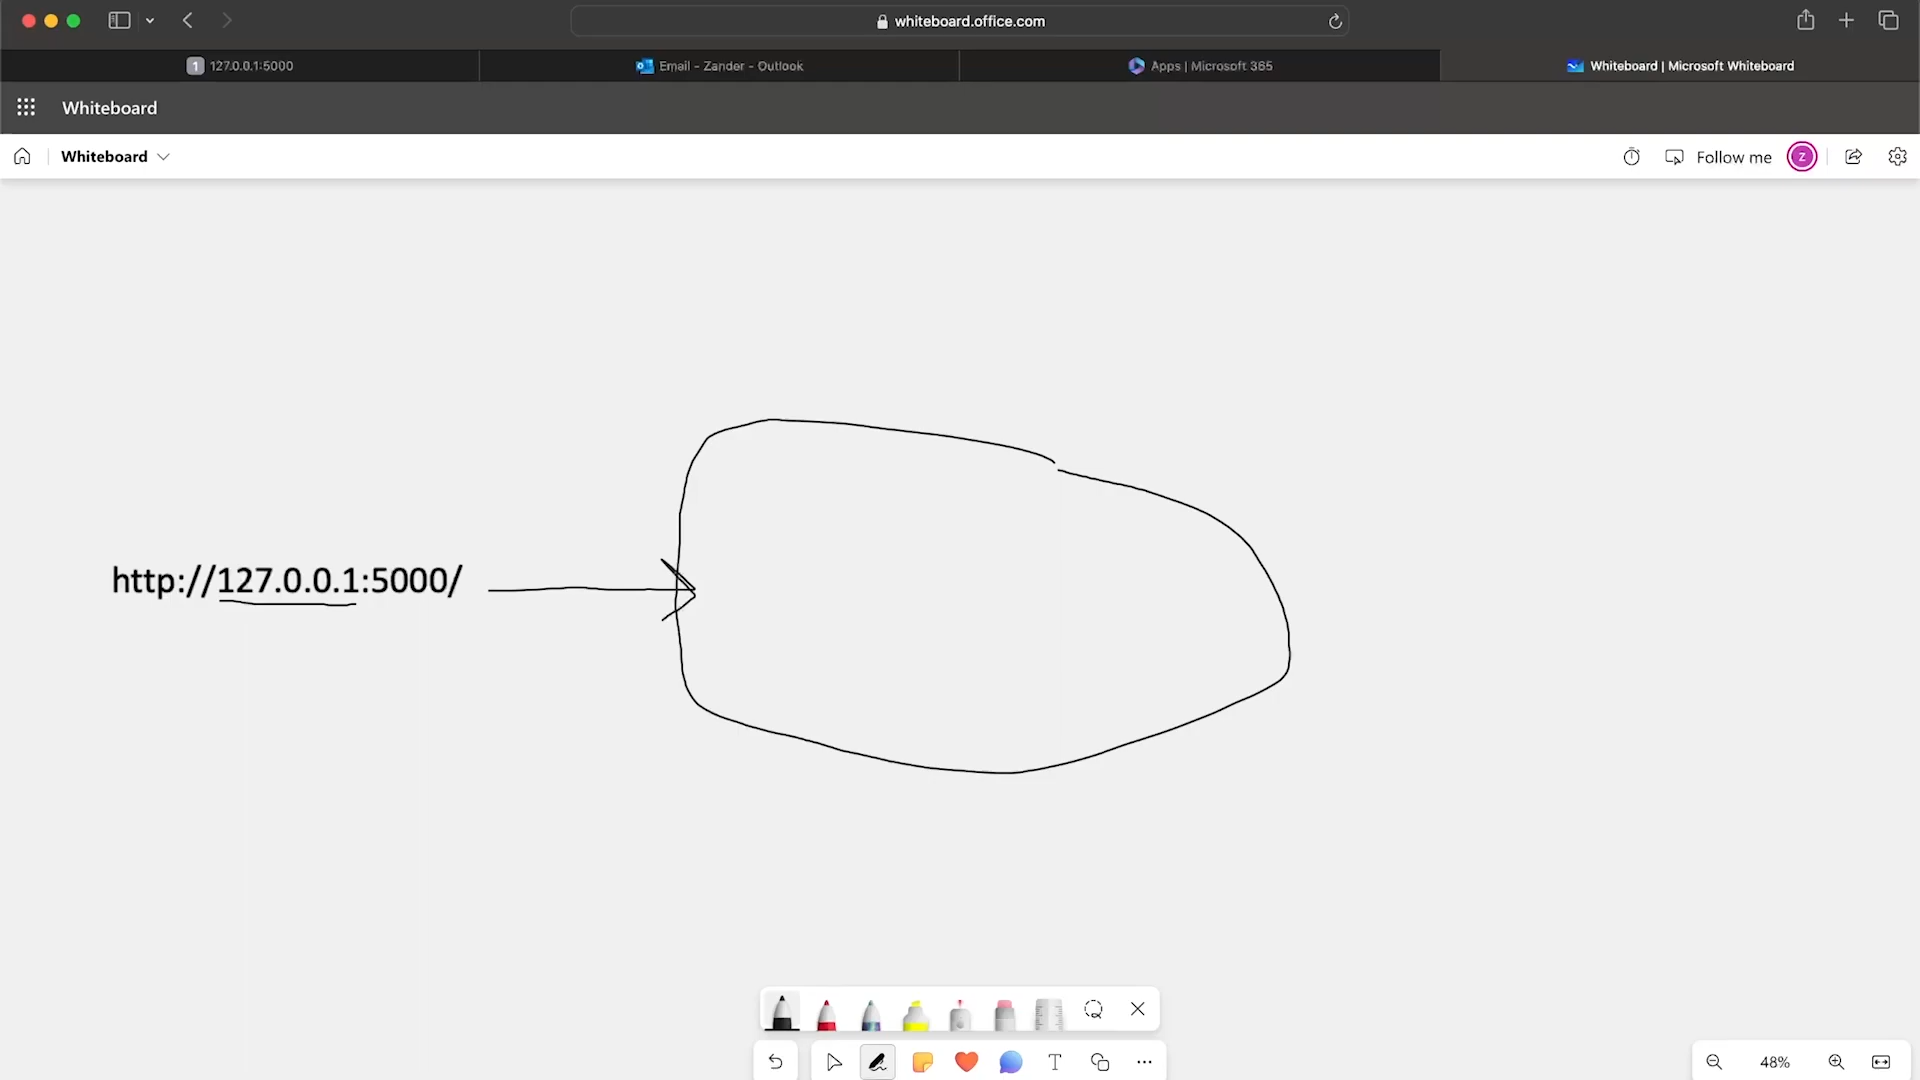 whiteboard.office.com
1 127.0.0.1:5000
Email - Zander - Outlook
Apps | Microsoft 365
Whiteboard | Microsoft Whiteboard
Whiteboard
Whiteboard
Follow me
Z
http://127.0.0.1:5000/
T
48%